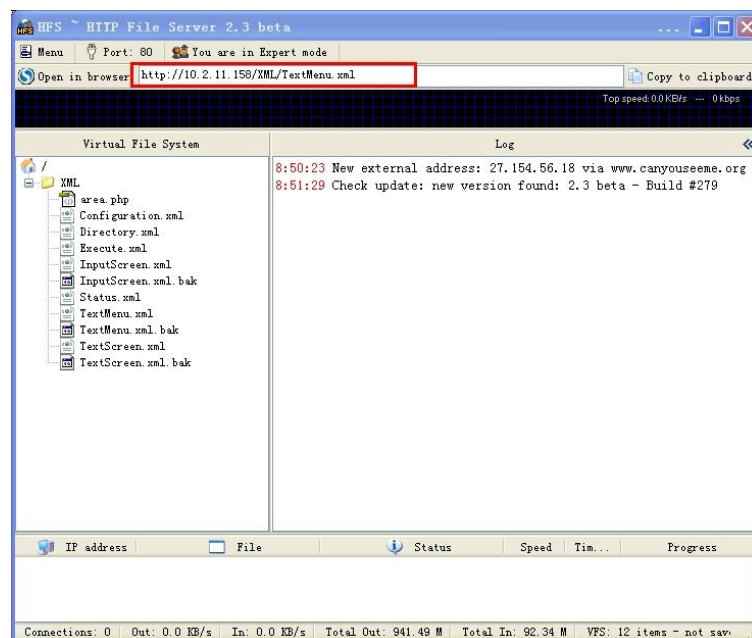 HFS ~ HTTP File Server 2.3 beta ...
Menu Port: 80 You are in Expert mode
Open in browser http://10.2.11.158/XML/TextMenu.xml Copy to clipboard
Top speed: 0.0 KB/s --- 0 kbps
Virtual File System Log
/
XML
area.php
Configuration.xml
Directory.xml
Execute.xml
InputScreen.xml
InputScreen.xml.bak
Status.xml
TextMenu.xml
TextMenu.xml.bak
TextScreen.xml
TextScreen.xml.bak
8:50:23 New external address: 27.154.56.18 via www.canyouseeme.org
8:51:29 Check update: new version found: 2.3 beta - Build #279
IP address File Status Speed Tim... Progress
Connections: 0 Out: 0.0 KB/s In: 0.0 KB/s Total Out: 941.49 M Total In: 92.34 M VFS: 12 items - not sav